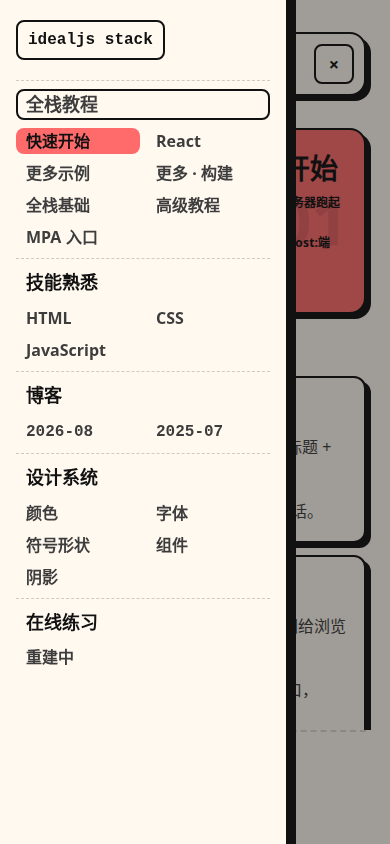 idealjs stack
×
全栈教程
快速开始
React
更多示例
更多 · 构建
全栈基础
高级教程
MPA 入口
技能熟悉
HTML
CSS
JavaScript
博客
2026-08
2025-07
设计系统
颜色
字体
符号形状
组件
阴影
在线练习
重建中
开始
务器跑起
01
ost:端
标题 +
话。
回给浏览
口，